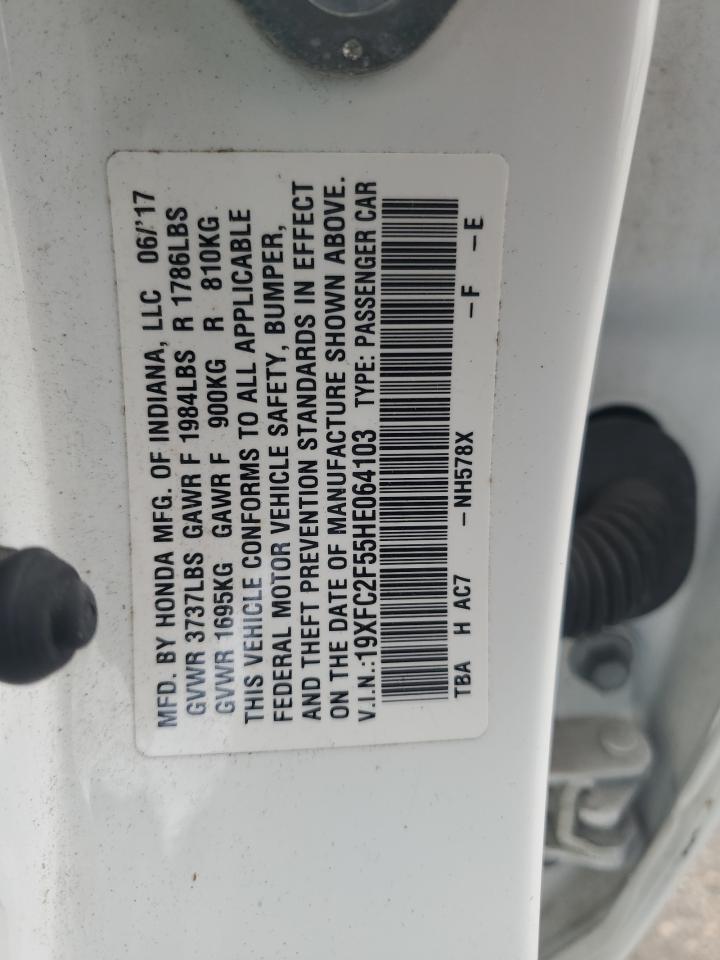 MFD. BY HONDA MFG. OF INDIANA, LLC 06/'17
GVWR 3737LBS GAWR F 1984LBS R 1786LBS
GVWR 1695KG GAWR F 900KG R 810KG
THIS VEHICLE CONFORMS TO ALL APPLICABLE
FEDERAL MOTOR VEHICLE SAFETY, BUMPER,
AND THEFT PREVENTION STANDARDS IN EFFECT
ON THE DATE OF MANUFACTURE SHOWN ABOVE.
V.I.N.:19XFC2F55HE064103 TYPE: PASSENGER CAR
TBA H AC7 -NH578X -F -E